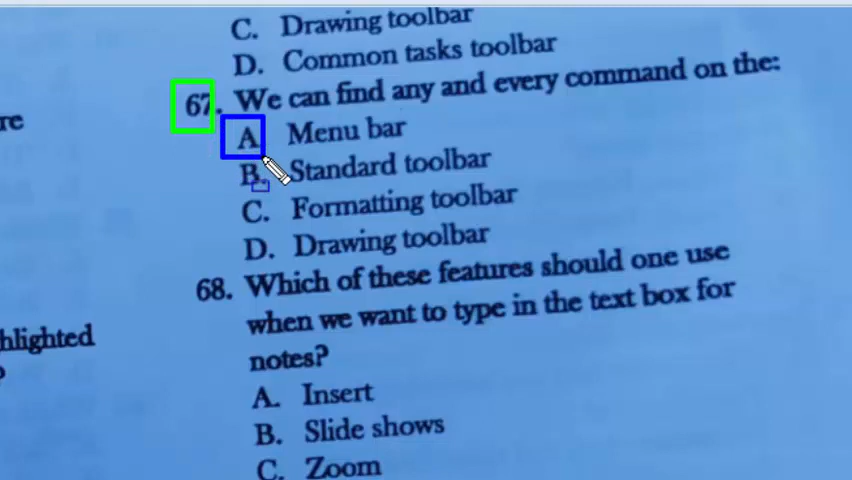 C. Drawing toolbar
D. Common tasks toolbar
re
67. We can find any and every command on the:
A. Menu bar
B. Standard toolbar
C. Formatting toolbar
D. Drawing toolbar
68. Which of these features should one use
when we want to type in the text box for
hlighted
notes?
A. Insert
B. Slide shows
C. Zoom